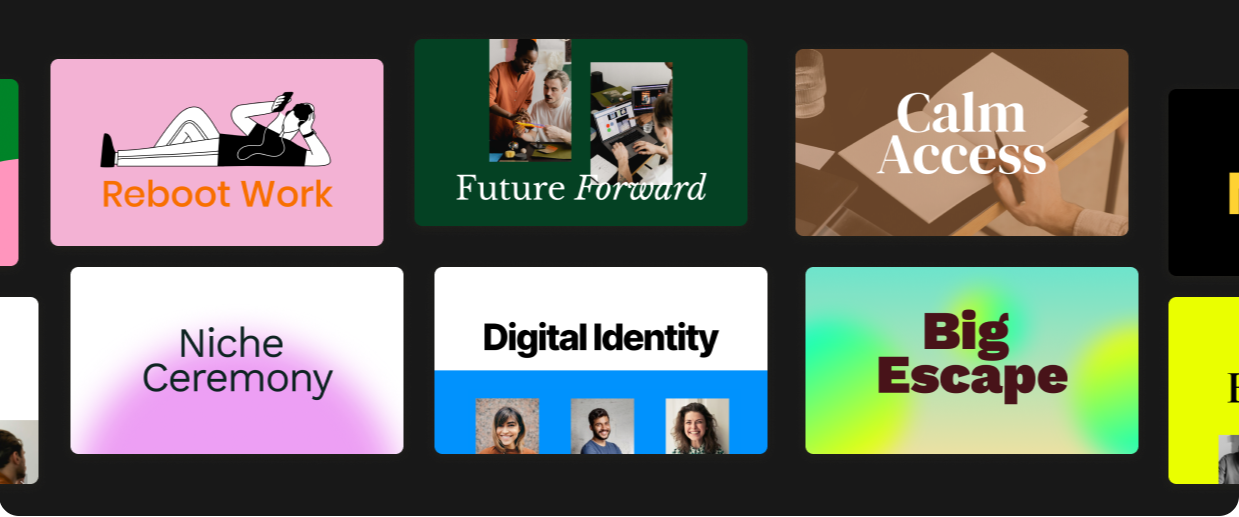 Reboot Work
Future Forward
Calm
Access
Niche
Ceremony
Digital Identity
Big
Escape